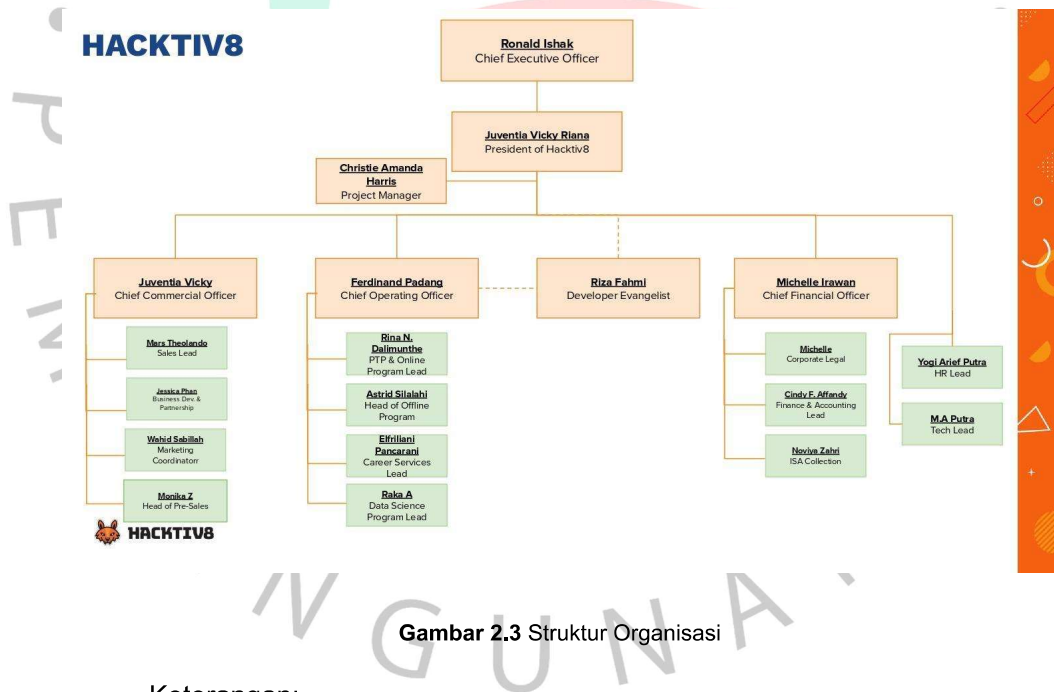 HACKTIV8
Ronald Ishak
Chief Executive Officer
Juventia Vicky Riana
President of Hacktiv8
Christie Amanda
Harris
Project Manager
Juventia Vicky
Chief Commercial Officer
Ferdinand Padang
Chief Operating Officer
Riza Fahmi
Developer Evangelist
Michelle Irawan
Chief Financial Officer
Mars Theolando
Sales Lead
Jessica Phan
Business Dev. &
Partnership
Wahid Sabillah
Marketing
Coordinatorr
Monika Z
Head of Pre-Sales
Rina N.
Dalimunthe
PTP & Online
Program Lead
Astrid Silalahi
Head of Offline
Program
Elfriliani
Pancarani
Career Services
Lead
Raka A
Data Science
Program Lead
Michelle
Corporate Legal
Cindy F. Affandy
Finance & Accounting
Lead
Noviya Zahri
ISA Collection
Yogi Arief Putra
HR Lead
M.A Putra
Tech Lead
HACKTIV8
Gambar 2.3 Struktur Organisasi